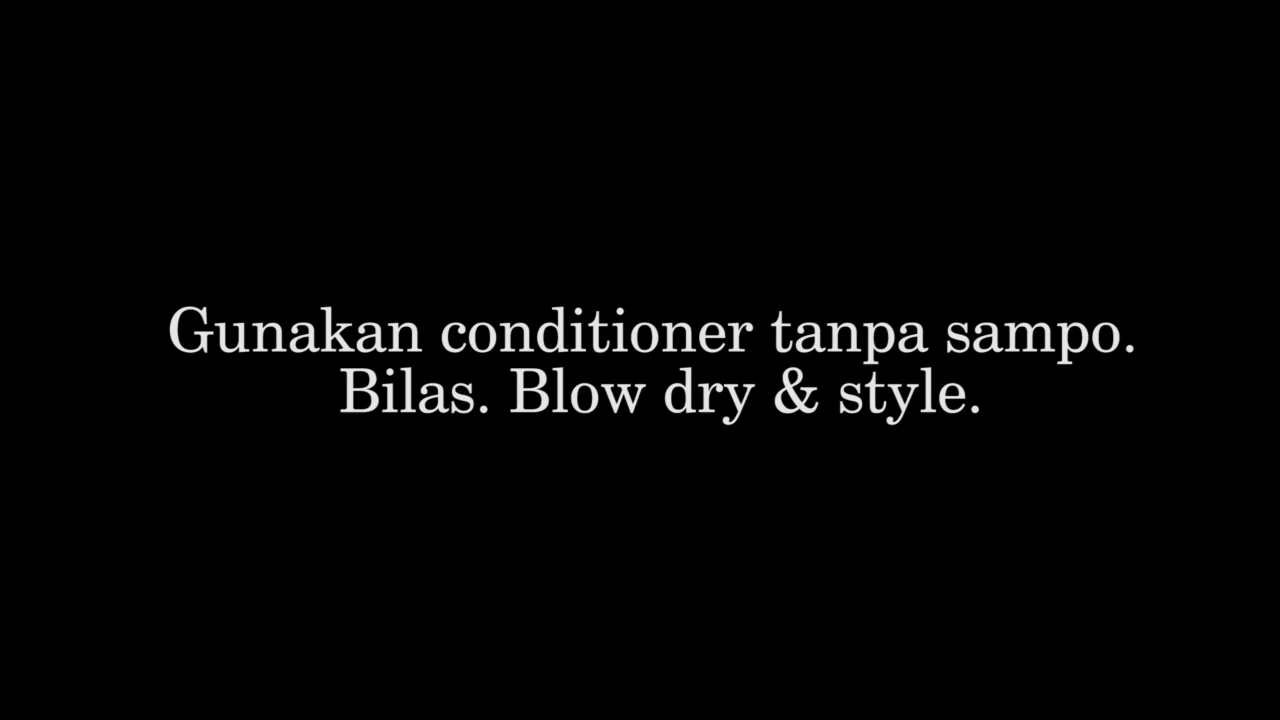 Gunakan conditioner tanpa sampo.
Bilas. Blow dry & style.